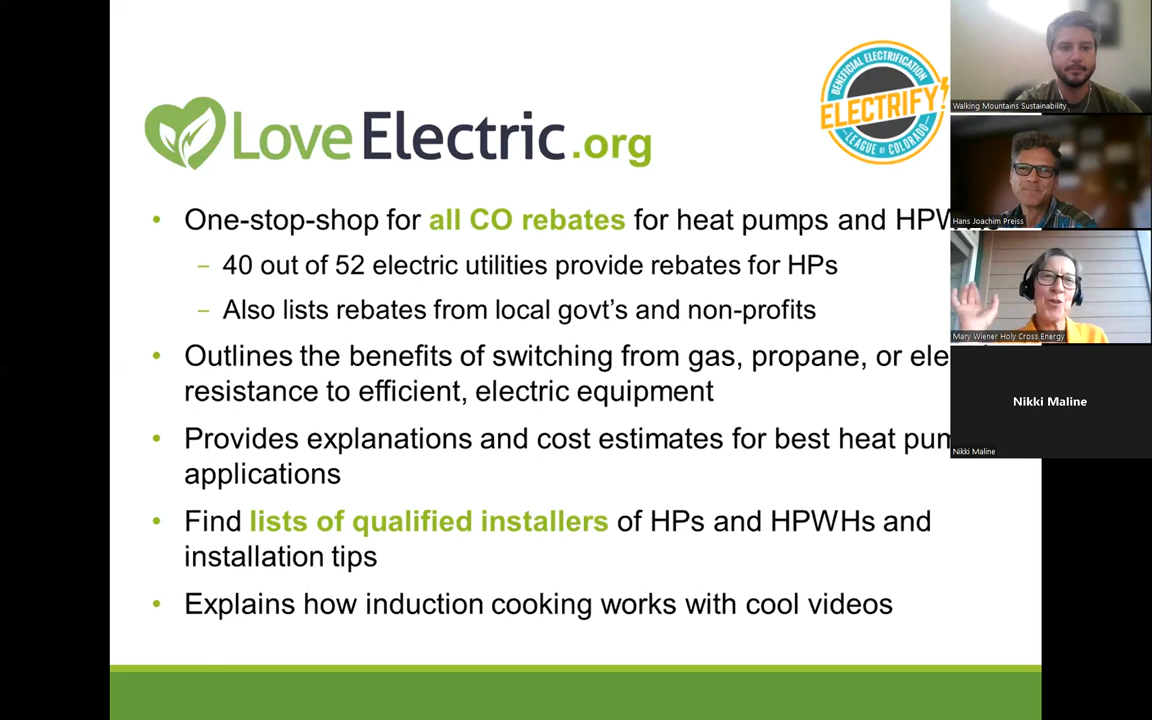 LoveElectric.org
BENEFICIAL ELECTRIFICATION
ELECTRIFY!
LEAGUE OF COLORADO
• One-stop-shop for all CO rebates for heat pumps and
– 40 out of 52 electric utilities provide rebates for HPs
– Also lists rebates from local govt's and non-profits
• Outlines the benefits of switching from gas, propane, or
resistance to efficient, electric equipment
• Provides explanations and cost estimates for best heat
applications
• Find lists of qualified installers of HPs and HPWHs and
installation tips
• Explains how induction cooking works with cool videos
Walking Mountains Sustainability
Hans Joachim Preiss
Mary Wiener Holy Cross Energy
Nikki Maline
Nikki Maline